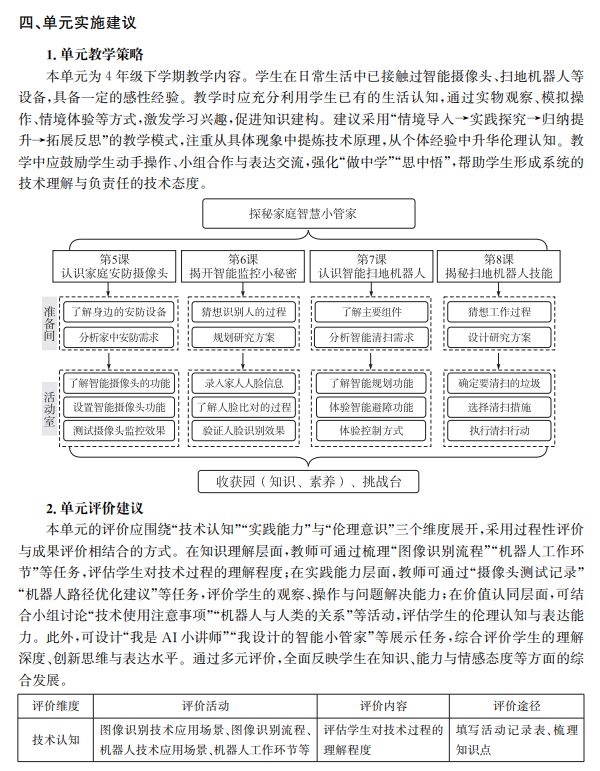 四、单元实施建议
1. 单元教学策略
本单元为4年级下学期教学内容。学生在日常生活中已接触过智能摄像头、扫地机器人等
设备,具备一定的感性经验。教学时应充分利用学生已有的生活认知,通过实物观察、模拟操
作、情境体验等方式,激发学习兴趣,促进知识建构。建议采用“情境导入→实践探究→归纳提
升→拓展反思”的教学模式,注重从具体现象中提炼技术原理,从个体经验中升华伦理认知。教
学中应鼓励学生动手操作、小组合作与表达交流,强化“做中学”“思中悟”,帮助学生形成系统的
技术理解与负责任的技术态度。
探秘家庭智慧小管家
第5课
认识家庭安防摄像头
第6课
揭开智能监控小秘密
第7课
认识智能扫地机器人
第8课
揭秘扫地机器人技能
准备间
了解身边的安防设备
分析家中安防需求
猜想识别人的过程
规划研究方案
了解主要组件
分析智能清扫需求
猜想工作过程
设计研究方案
活动室
了解智能摄像头的功能
设置智能摄像头功能
测试摄像头监控效果
录入家人人脸信息
了解人脸比对的过程
验证人脸识别效果
了解智能规划功能
体验智能避障功能
体验控制方式
确定要清扫的垃圾
选择清扫措施
执行清扫行动
收获园(知识、素养)、挑战台
2. 单元评价建议
本单元的评价应围绕“技术认知”“实践能力”与“伦理意识”三个维度展开,采用过程性评价
与成果评价相结合的方式。在知识理解层面,教师可通过梳理“图像识别流程”“机器人工作环
节”等任务,评估学生对技术过程的理解程度;在实践能力层面,教师可通过“摄像头测试记录”
“机器人路径优化建议”等任务,评价学生的观察、操作与问题解决能力;在价值认同层面,可结
合小组讨论“技术使用注意事项”“机器人与人类的关系”等活动,评估学生的伦理认知与表达能
力。此外,可设计“我是AI小讲师”“我设计的智能小管家”等展示任务,综合评价学生的理解
深度、创新思维与表达水平。通过多元评价,全面反映学生在知识、能力与情感态度等方面的综
合发展。
评价维度 评价活动 评价内容 评价途径
技术认知
图像识别技术应用场景、图像识别流程、
机器人技术应用场景、机器人工作环节等
评估学生对技术过程的
理解程度
填写活动记录表、梳理
知识点